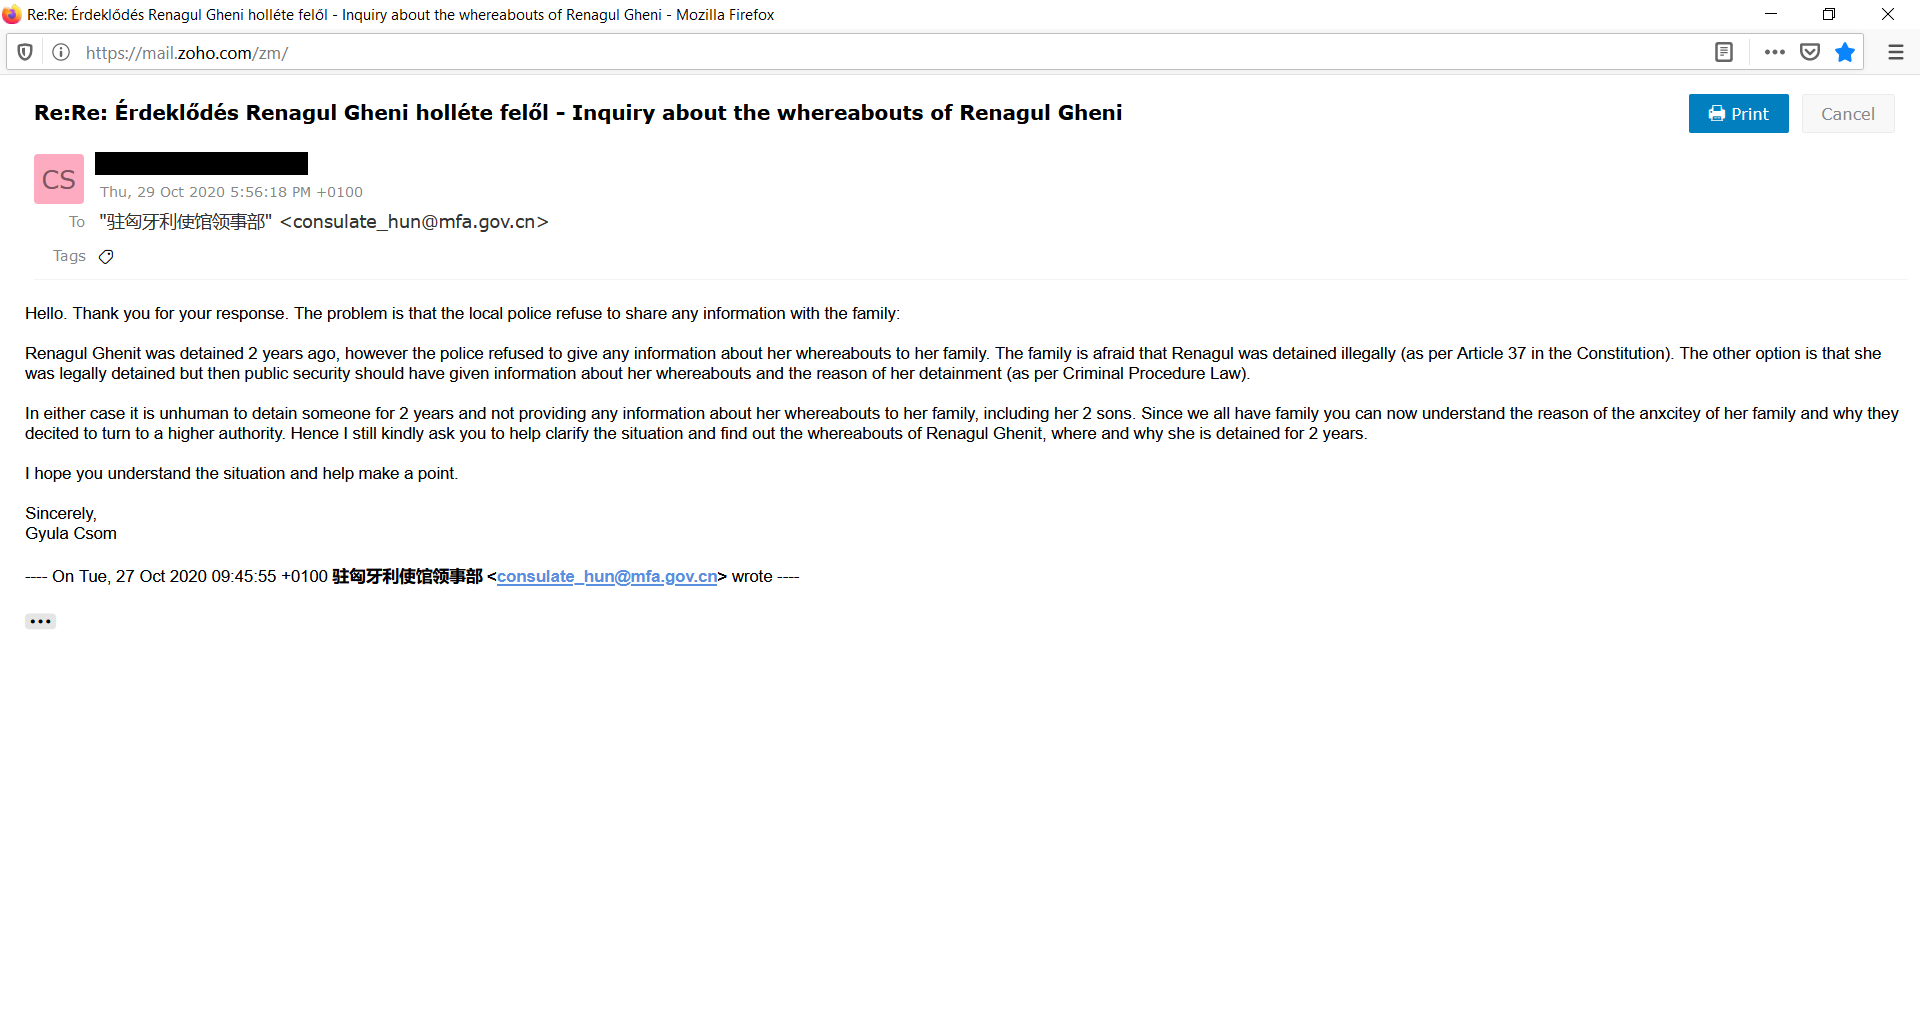 Re:Re: Érdeklődés Renagul Gheni holléte felől - Inquiry about the whereabouts of Renagul Gheni - Mozilla Firefox
https://mail.zoho.com/zm/
Re:Re: Érdeklődés Renagul Gheni holléte felől - Inquiry about the whereabouts of Renagul Gheni
Print
Cancel
CS
Thu, 29 Oct 2020 5:56:18 PM +0100
To "驻匈牙利使馆领事部" <consulate_hun@mfa.gov.cn>
Tags
Hello. Thank you for your response. The problem is that the local police refuse to share any information with the family:
Renagul Ghenit was detained 2 years ago, however the police refused to give any information about her whereabouts to her family. The family is afraid that Renagul was detained illegally (as per Article 37 in the Constitution). The other option is that she
was legally detained but then public security should have given information about her whereabouts and the reason of her detainment (as per Criminal Procedure Law).
In either case it is unhuman to detain someone for 2 years and not providing any information about her whereabouts to her family, including her 2 sons. Since we all have family you can now understand the reason of the anxcitey of her family and why they
decited to turn to a higher authority. Hence I still kindly ask you to help clarify the situation and find out the whereabouts of Renagul Ghenit, where and why she is detained for 2 years.
I hope you understand the situation and help make a point.
Sincerely,
Gyula Csom
---- On Tue, 27 Oct 2020 09:45:55 +0100 驻匈牙利使馆领事部 <consulate_hun@mfa.gov.cn> wrote ----